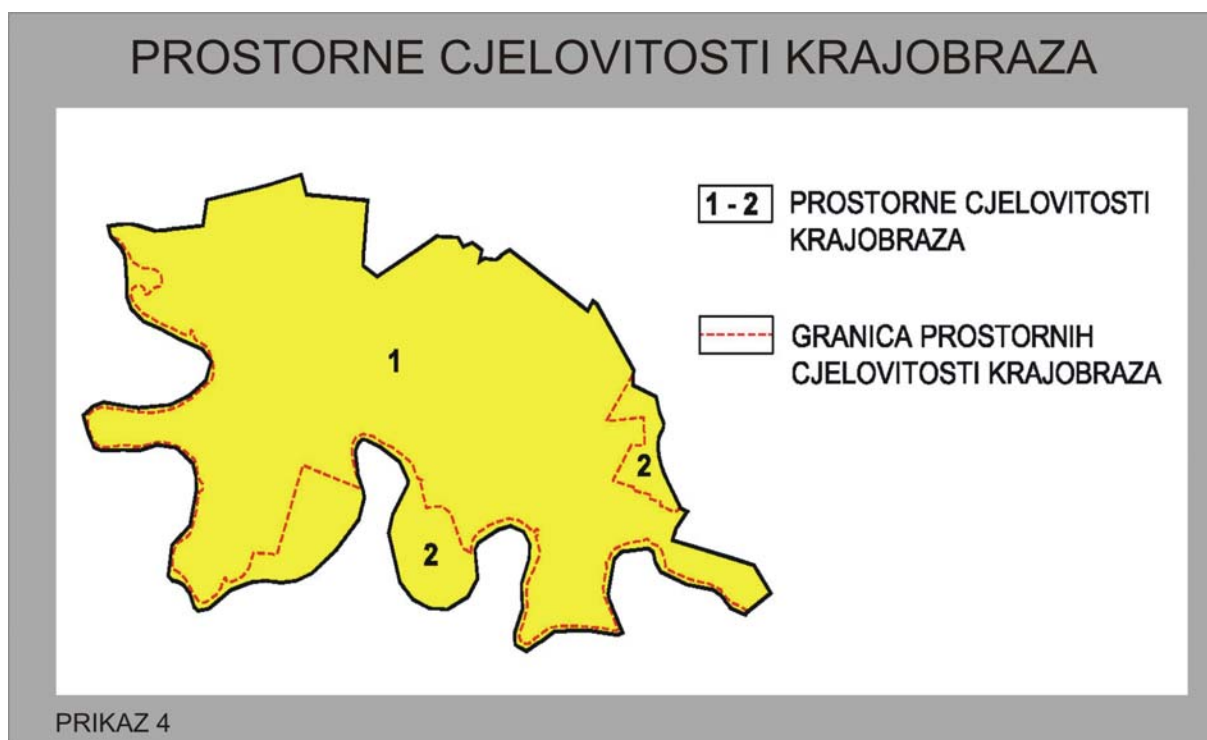 PROSTORNE CJELOVITOSTI KRAJOBRAZA
1 - 2 PROSTORNE CJELOVITOSTI
KRAJOBRAZA
GRANICA PROSTORNIH
CJELOVITOSTI KRAJOBRAZA
1
2
2
PRIKAZ 4